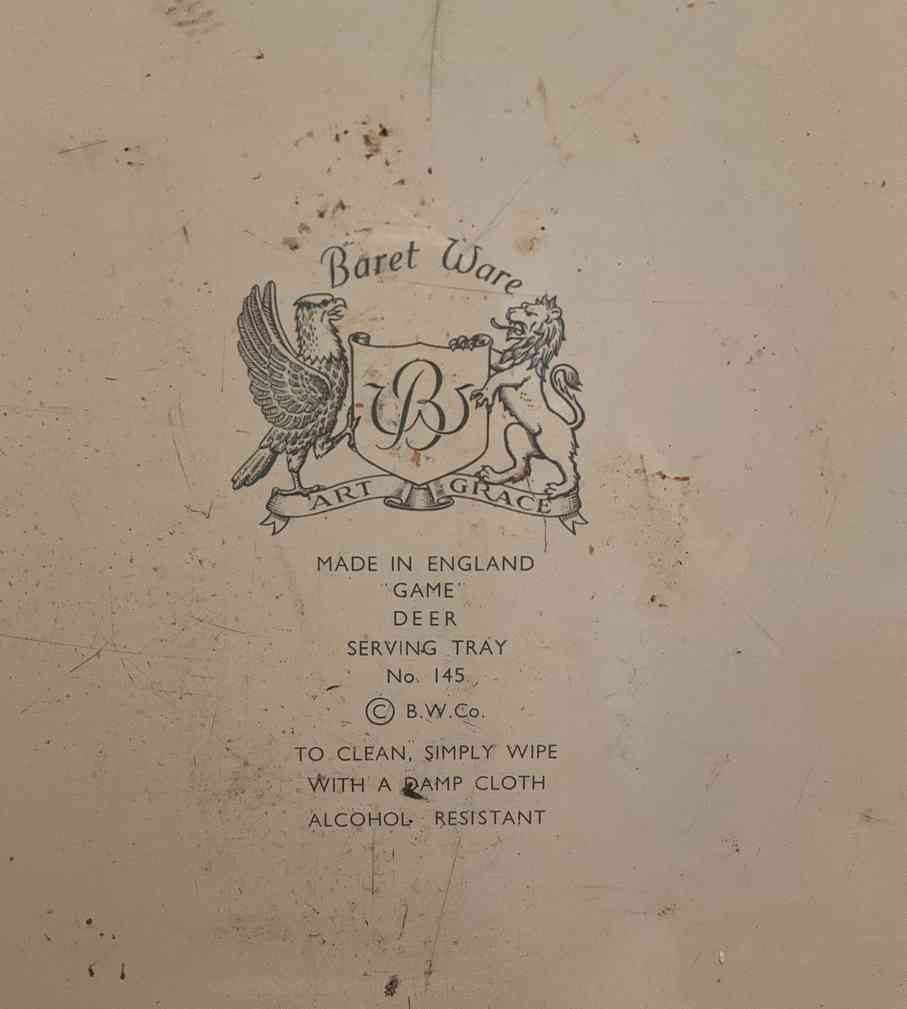 Baret Ware
B
ART GRACE
MADE IN ENGLAND
"GAME"
DEER
SERVING TRAY
No. 145
© B.W.Co.
TO CLEAN, SIMPLY WIPE
WITH A DAMP CLOTH
ALCOHOL RESISTANT